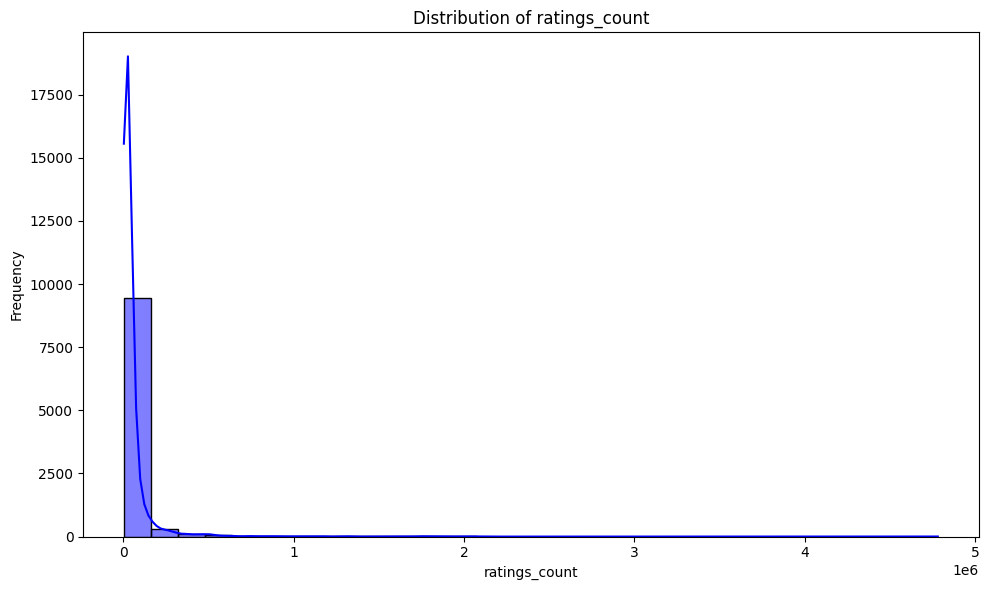 Distribution of ratings_count
17500
15000
12500
10000
7500
5000
2500
0
Frequency
0 1 2 3 4 5
1e6
ratings_count